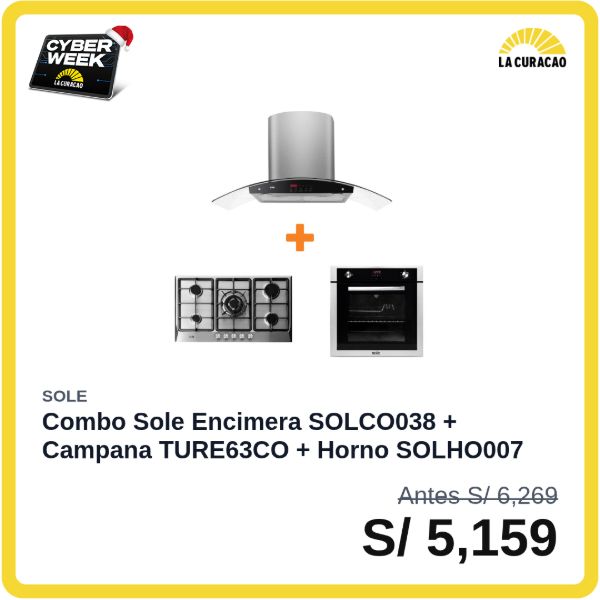 CYBER
WEEK
LA CURACAO
LA CURACAO
SOLE
Combo Sole Encimera SOLCO038 +
Campana TURE63CO + Horno SOLHO007
Antes S/ 6,269
S/ 5,159